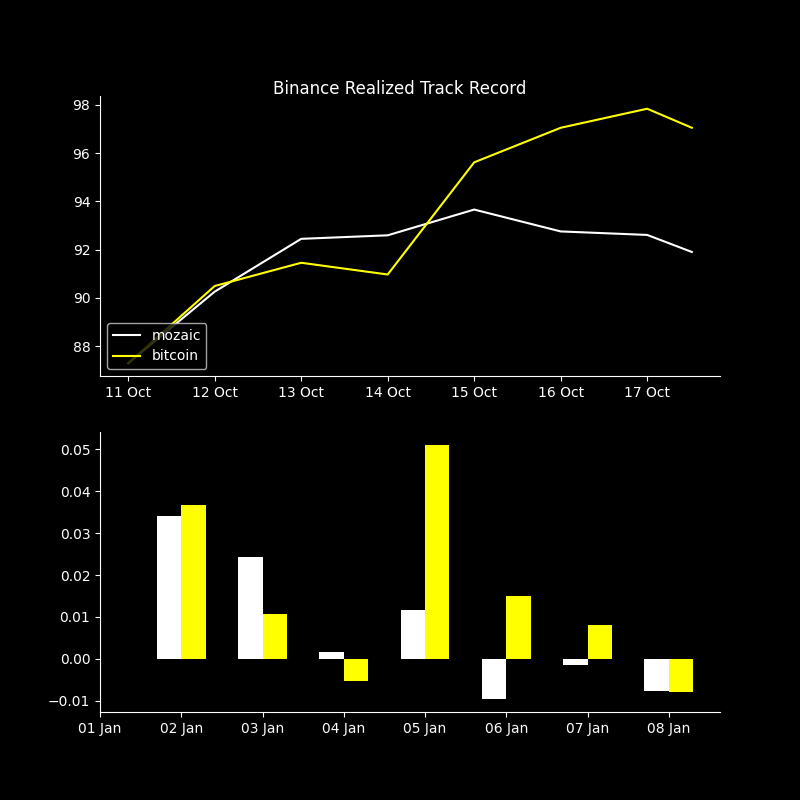 Binance Realized Track Record
98
96
94
92
90
88
mozaic
bitcoin
11 Oct 12 Oct 13 Oct 14 Oct 15 Oct 16 Oct 17 Oct
0.05
0.04
0.03
0.02
0.01
0.00
−0.01
01 Jan 02 Jan 03 Jan 04 Jan 05 Jan 06 Jan 07 Jan 08 Jan